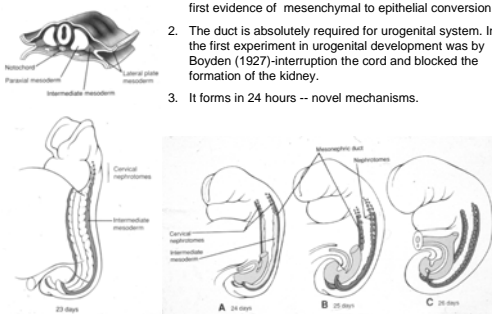 first evidence of mesenchymal to epithelial conversion
2. The duct is absolutely required for urogenital system. In
the first experiment in urogenital development was by
Boyden (1927)-interruption the cord and blocked the
formation of the kidney.
3. It forms in 24 hours -- novel mechanisms.
Notochord
Paraxial mesoderm
Intermediate mesoderm
Lateral plate
mesoderm
Cervical
nephrotomes
Intermediate
mesoderm
23 days
Mesonephric duct
Nephrotomes
Cervical
nephrotomes
Intermediate
mesoderm
A 24 days
B 25 days
C 26 days